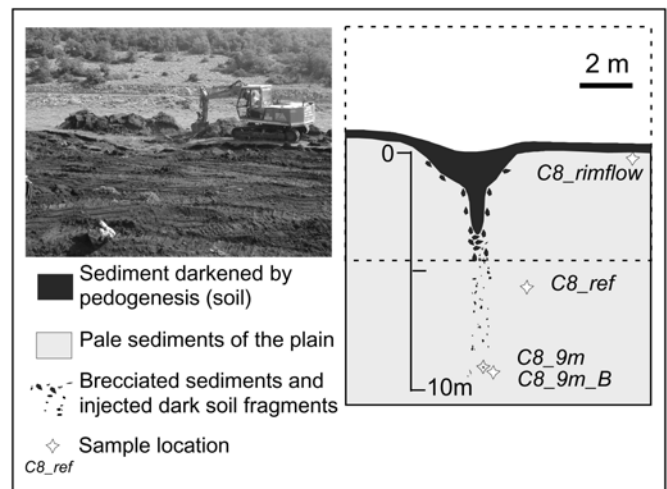 2 m
0
C8_rimflow
C8_ref
C8_9m
C8_9m_B
10m
Sediment darkened by
pedogenesis (soil)
Pale sediments of the plain
Brecciated sediments and
injected dark soil fragments
Sample location
C8_ref